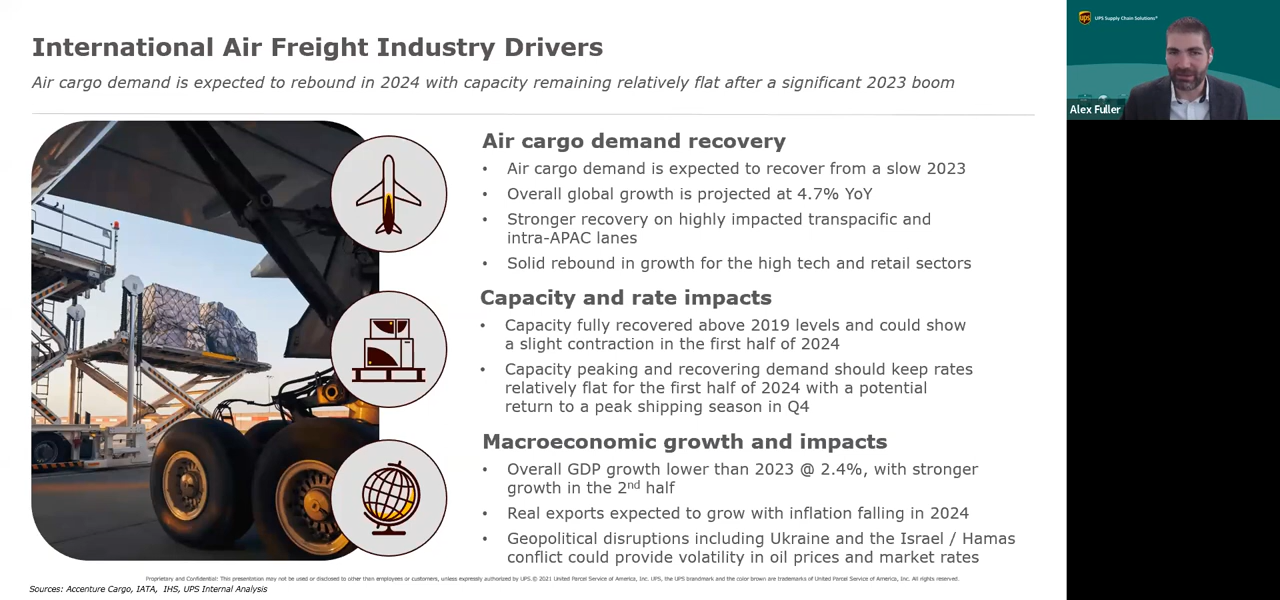 International Air Freight Industry Drivers
Air cargo demand is expected to rebound in 2024 with capacity remaining relatively flat after a significant 2023 boom
Air cargo demand recovery
• Air cargo demand is expected to recover from a slow 2023
• Overall global growth is projected at 4.7% YoY
• Stronger recovery on highly impacted transpacific and
intra-APAC lanes
• Solid rebound in growth for the high tech and retail sectors
Capacity and rate impacts
• Capacity fully recovered above 2019 levels and could show
a slight contraction in the first half of 2024
• Capacity peaking and recovering demand should keep rates
relatively flat for the first half of 2024 with a potential
return to a peak shipping season in Q4
Macroeconomic growth and impacts
• Overall GDP growth lower than 2023 @ 2.4%, with stronger
growth in the 2nd half
• Real exports expected to grow with inflation falling in 2024
• Geopolitical disruptions including Ukraine and the Israel / Hamas
conflict could provide volatility in oil prices and market rates
Proprietary and Confidential: This presentation may not be used or disclosed to other than employees or customers, unless expressly authorized by UPS.© 2021 United Parcel Service of America, Inc. UPS, the UPS brandmark and the color brown are trademarks of United Parcel Service of America, Inc. All rights reserved.
Sources: Accenture Cargo, IATA, IHS, UPS Internal Analysis
ups UPS Supply Chain Solutions®
Alex Fuller